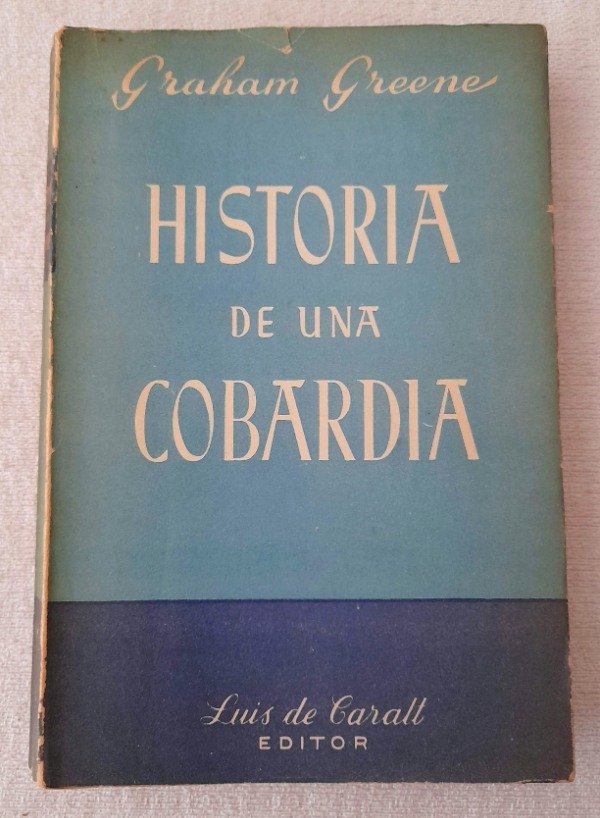 Graham Greene
HISTORIA
DE UNA
COBARDIA
Luis de Caralt
EDITOR